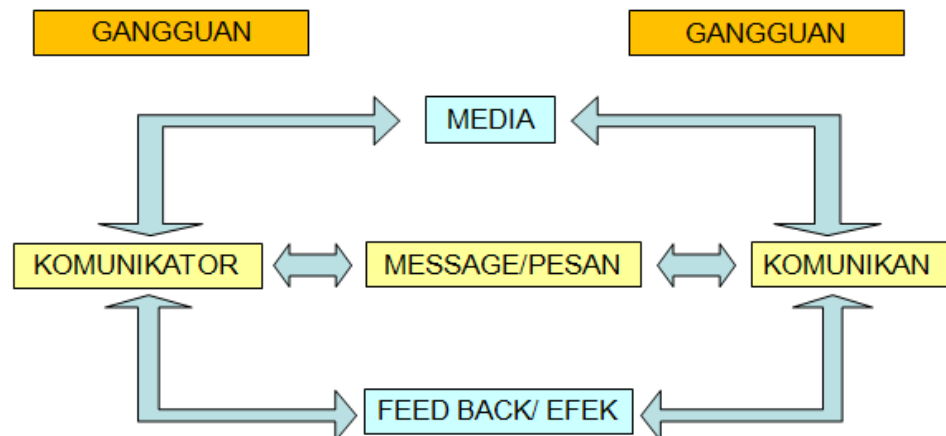 GANGGUAN
GANGGUAN
MEDIA
KOMUNIKATOR
MESSAGE/PESAN
KOMUNIKAN
FEED BACK/ EFEK